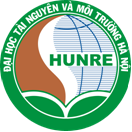 ĐẠI HỌC TÀI NGUYÊN VÀ MÔI TRƯỜNG HÀ NỘI
HUNRE